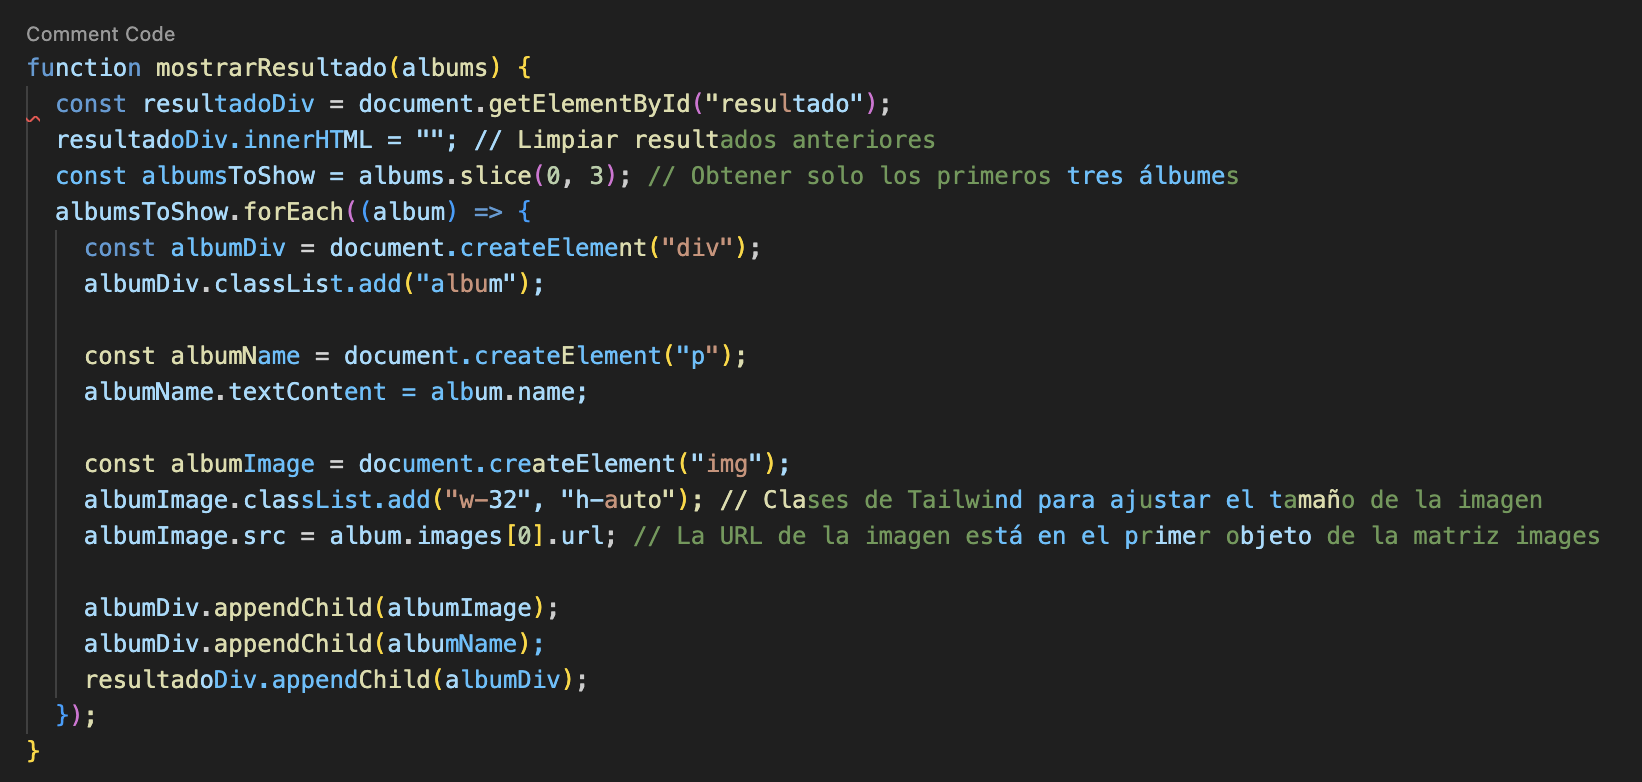 Comment Code
function mostrarResultado(albums) {
const resultadoDiv = document.getElementById("resultado");
resultadoDiv.innerHTML = ""; // Limpiar resultados anteriores
const albumsToShow = albums.slice(0, 3); // Obtener solo los primeros tres álbumes
albumsToShow.forEach((album) => {
const albumDiv = document.createElement("div");
albumDiv.classList.add("album");
const albumName = document.createElement("p");
albumName.textContent = album.name;
const albumImage = document.createElement("img");
albumImage.classList.add("w-32", "h-auto"); // Clases de Tailwind para ajustar el tamaño de la imagen
albumImage.src = album.images[0].url; // La URL de la imagen está en el primer objeto de la matriz images
albumDiv.appendChild(albumImage);
albumDiv.appendChild(albumName);
resultadoDiv.appendChild(albumDiv);
});
}